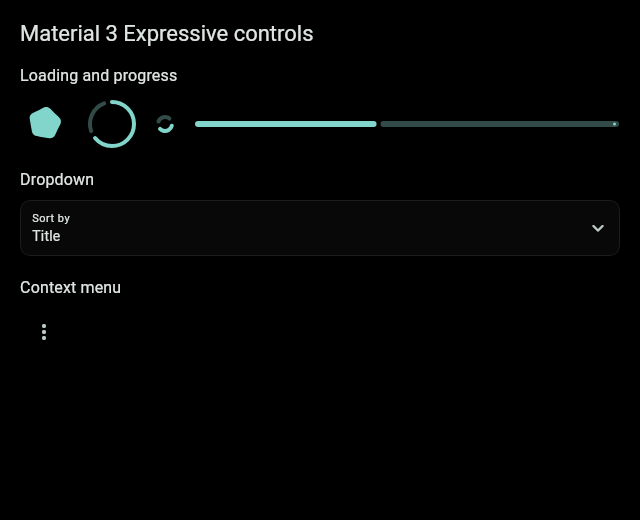 Material 3 Expressive controls
Loading and progress
Dropdown
Sort by
Title
Context menu